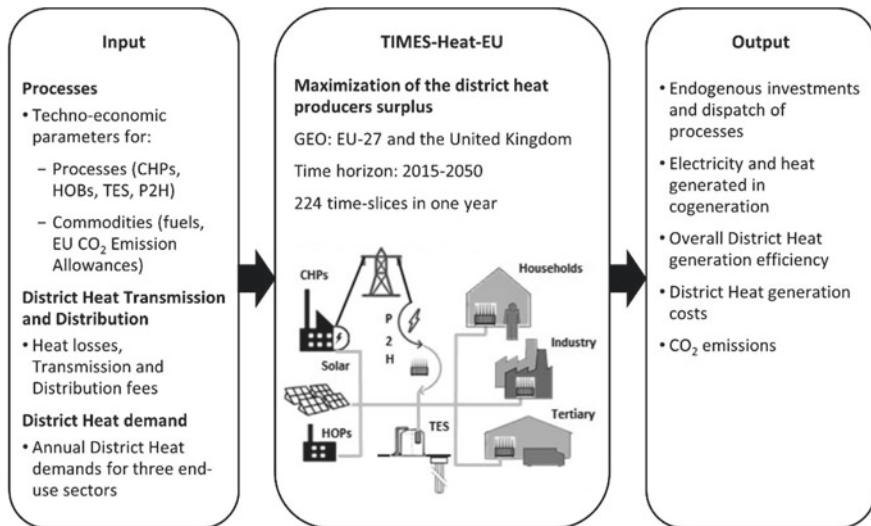 Input
Processes
• Techno-economic
parameters for:
– Processes (CHPs,
HOBs, TES, P2H)
– Commodities (fuels,
EU CO₂ Emission
Allowances)
District Heat Transmission
and Distribution
• Heat losses,
Transmission and
Distribution fees
District Heat demand
• Annual District Heat
demands for three end-
use sectors
TIMES-Heat-EU
Maximization of the district heat
producers surplus
GEO: EU-27 and the United Kingdom
Time horizon: 2015-2050
224 time-slices in one year
CHPs
P
2
H
Solar
HOPs
TES
Households
Industry
Tertiary
Output
• Endogenous investments
and dispatch of
processes
• Electricity and heat
generated in
cogeneration
• Overall District Heat
generation efficiency
• District Heat generation
costs
• CO₂ emissions